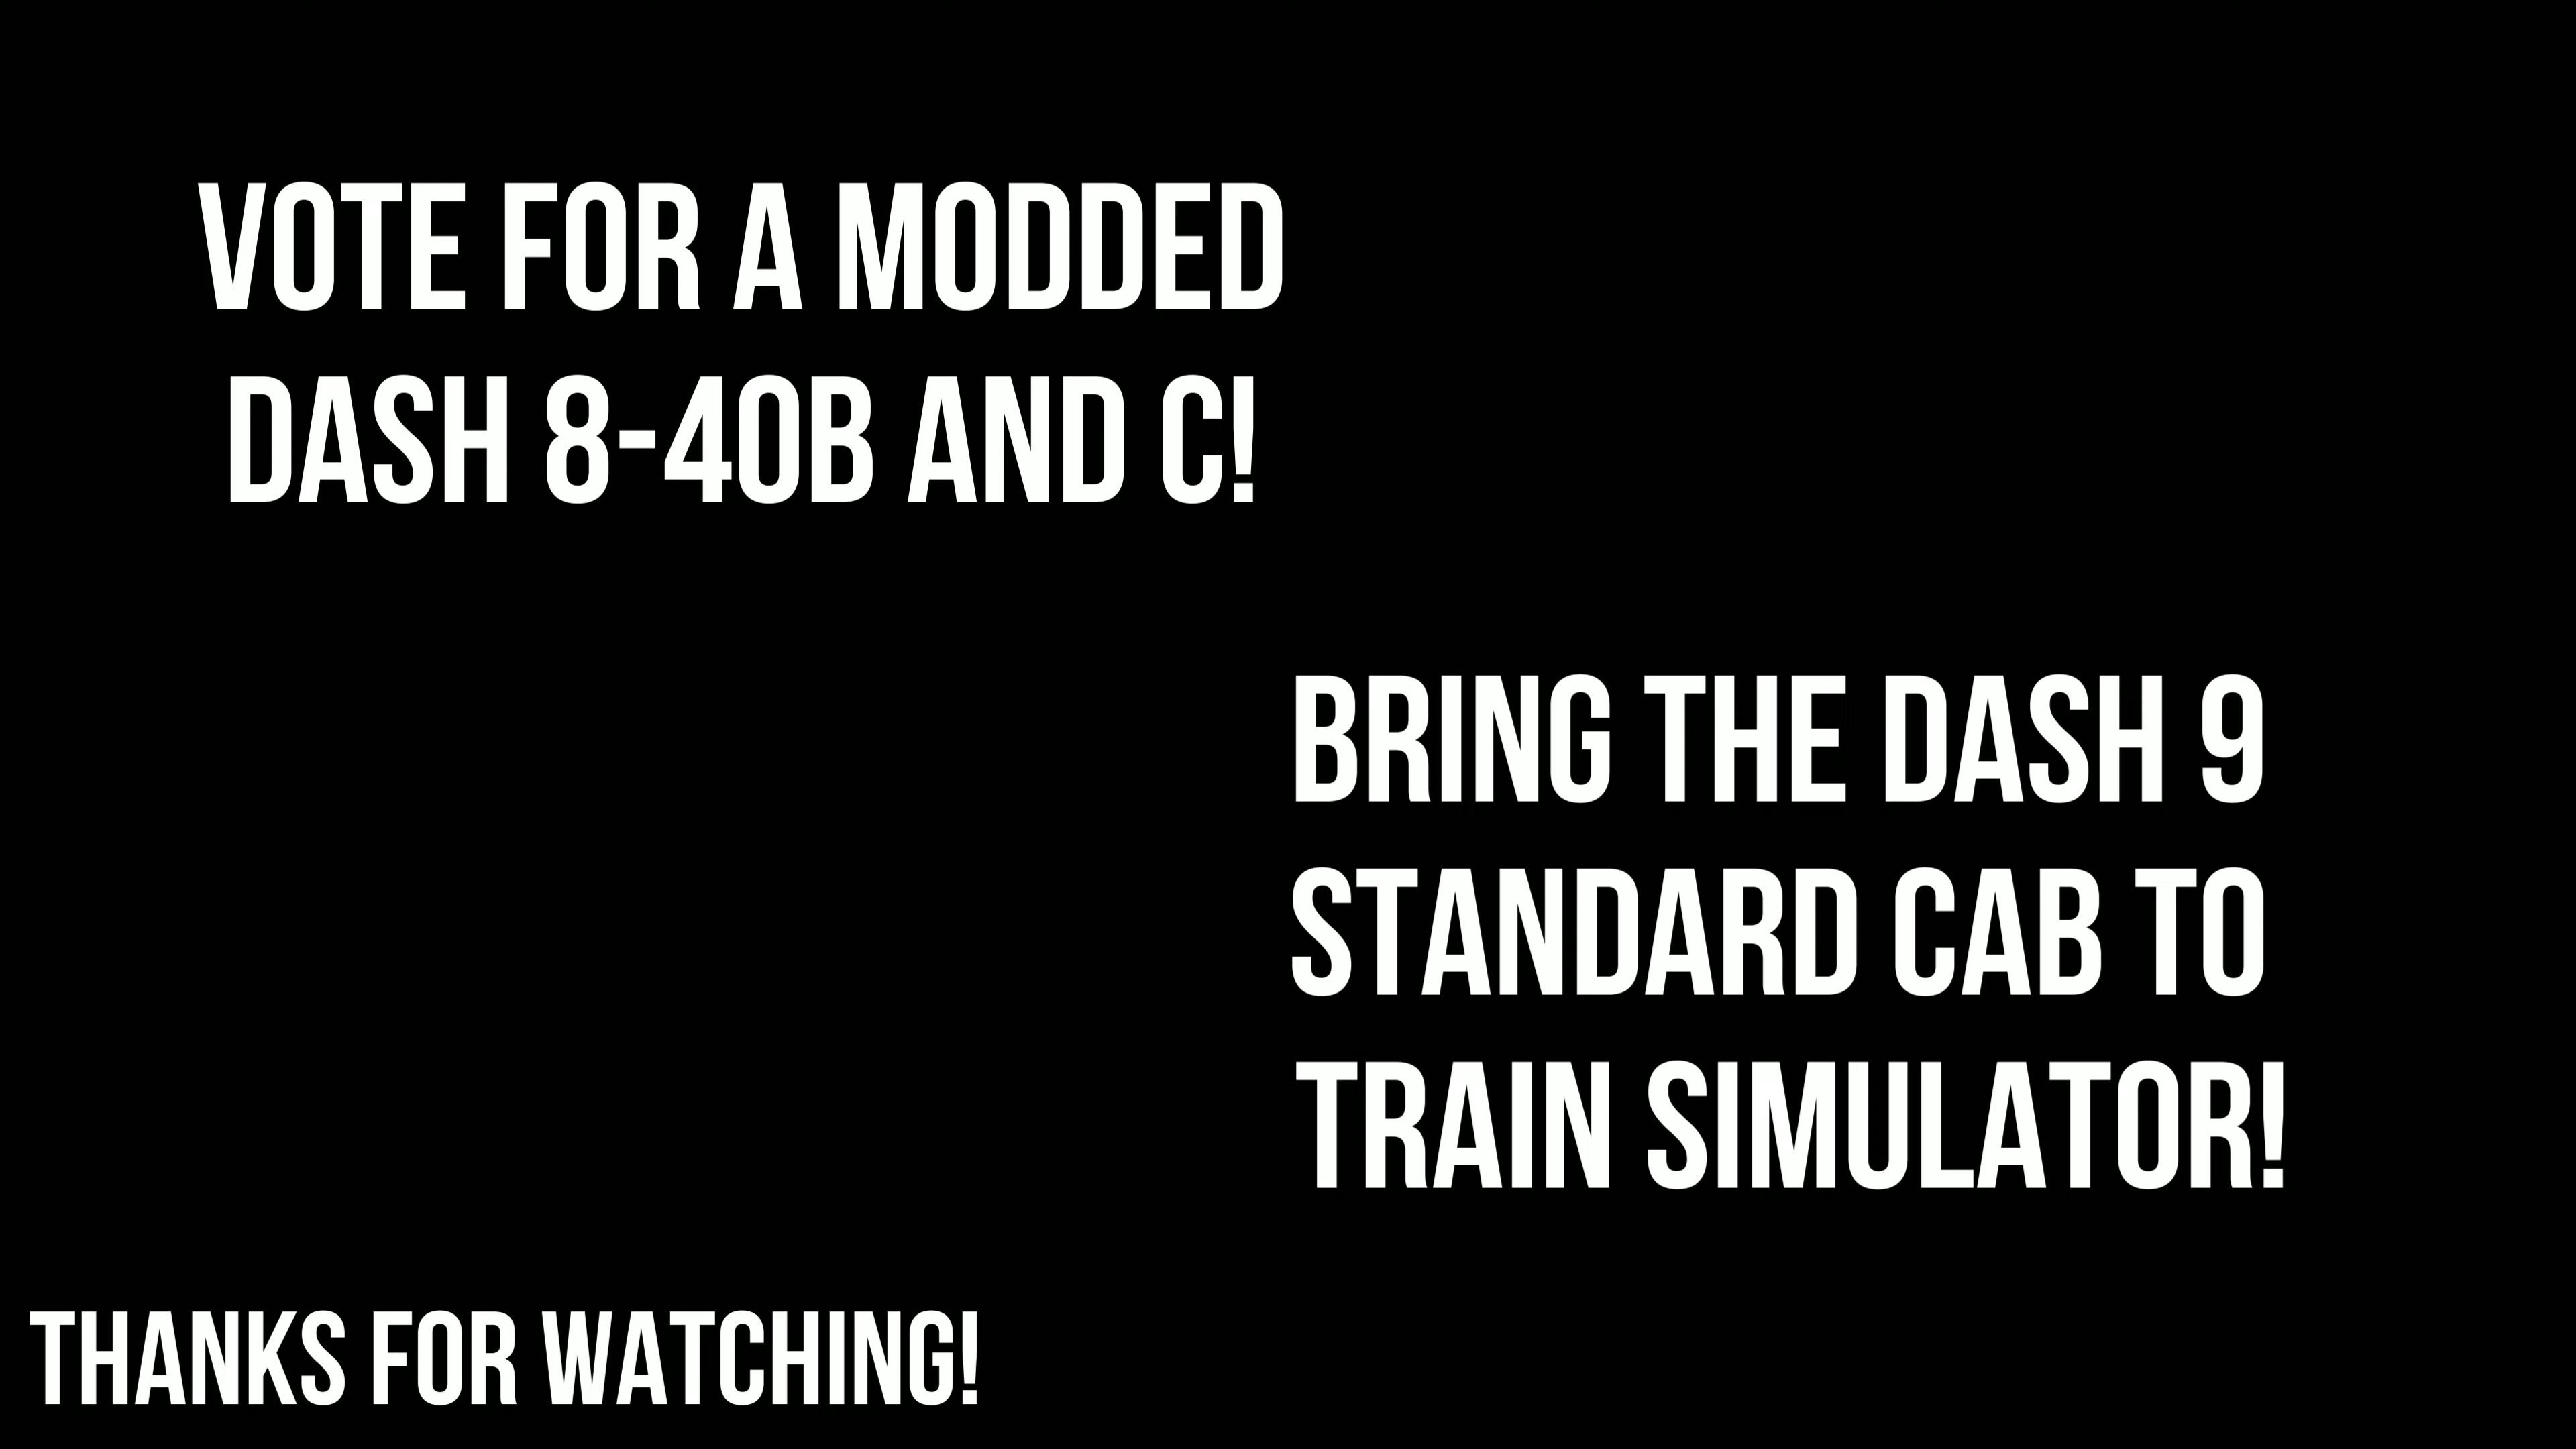 VOTE FOR A MODDED
DASH 8-40B AND C!
BRING THE DASH 9
STANDARD CAB TO
TRAIN SIMULATOR!
THANKS FOR WATCHING!